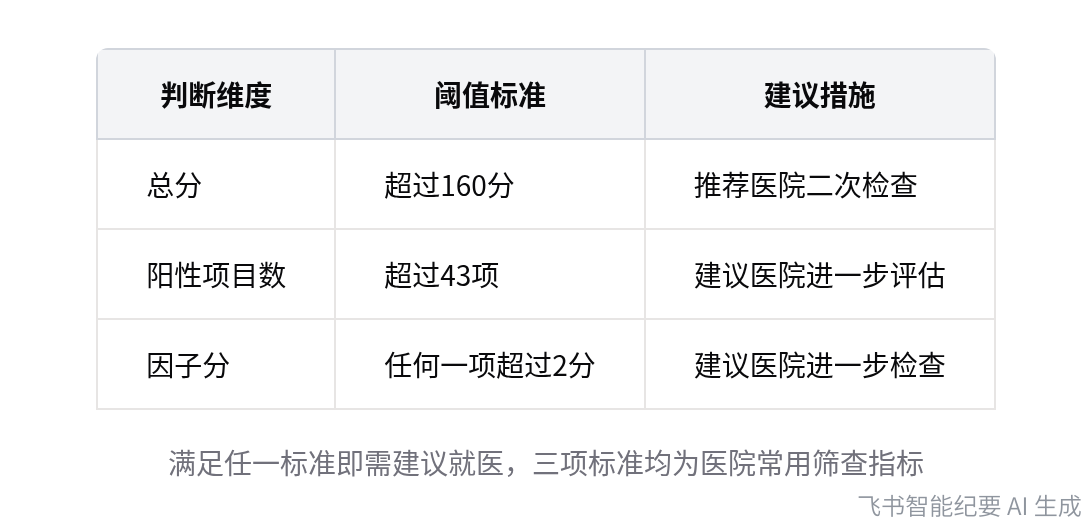 判断维度 阈值标准 建议措施
总分 超过160分 推荐医院二次检查
阳性项目数 超过43项 建议医院进一步评估
因子分 任何一项超过2分 建议医院进一步检查
满足任一标准即需建议就医，三项标准均为医院常用筛查指标
飞书智能纪要 AI 生成